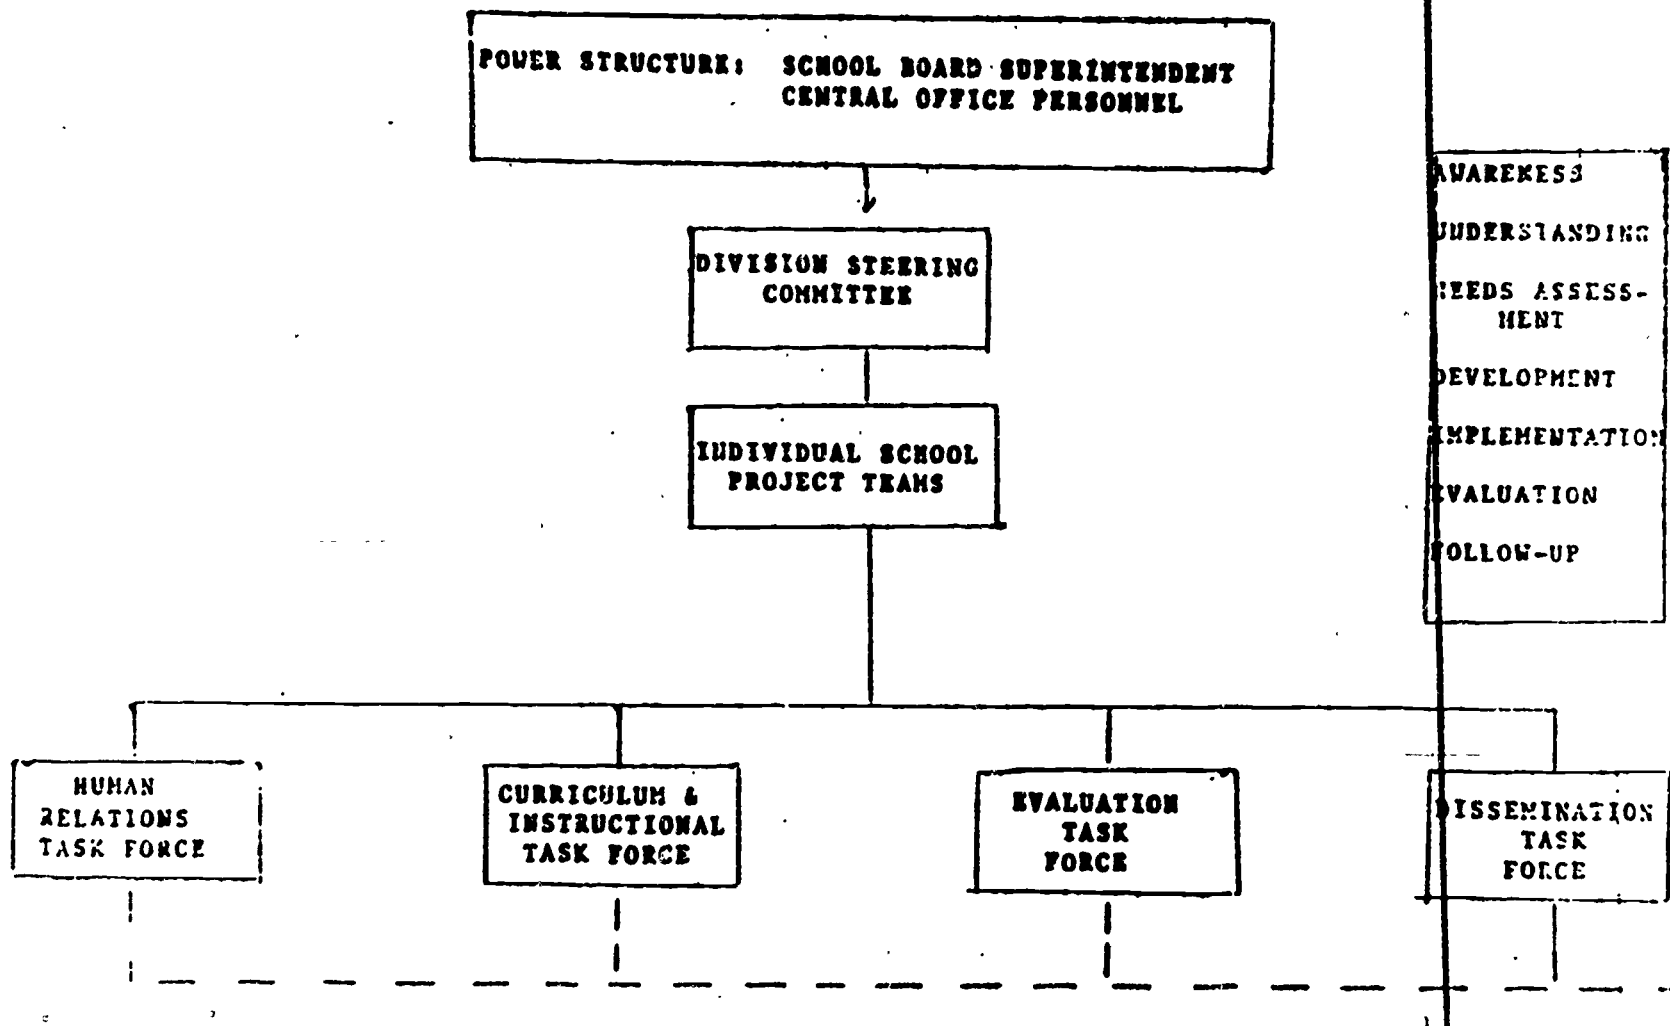 POWER STRUCTURE: SCHOOL BOARD SUPERINTENDENT
CENTRAL OFFICE PERSONNEL
DIVISION STEERING
COMMITTEE
INDIVIDUAL SCHOOL
PROJECT TEAMS
AWARENESS
UNDERSTANDING
NEEDS ASSESS-
MENT
DEVELOPMENT
IMPLEMENTATION
EVALUATION
FOLLOW-UP
HUMAN
RELATIONS
TASK FORCE
CURRICULUM &
INSTRUCTIONAL
TASK FORCE
EVALUATION
TASK
FORCE
DISSEMINATION
TASK
FORCE